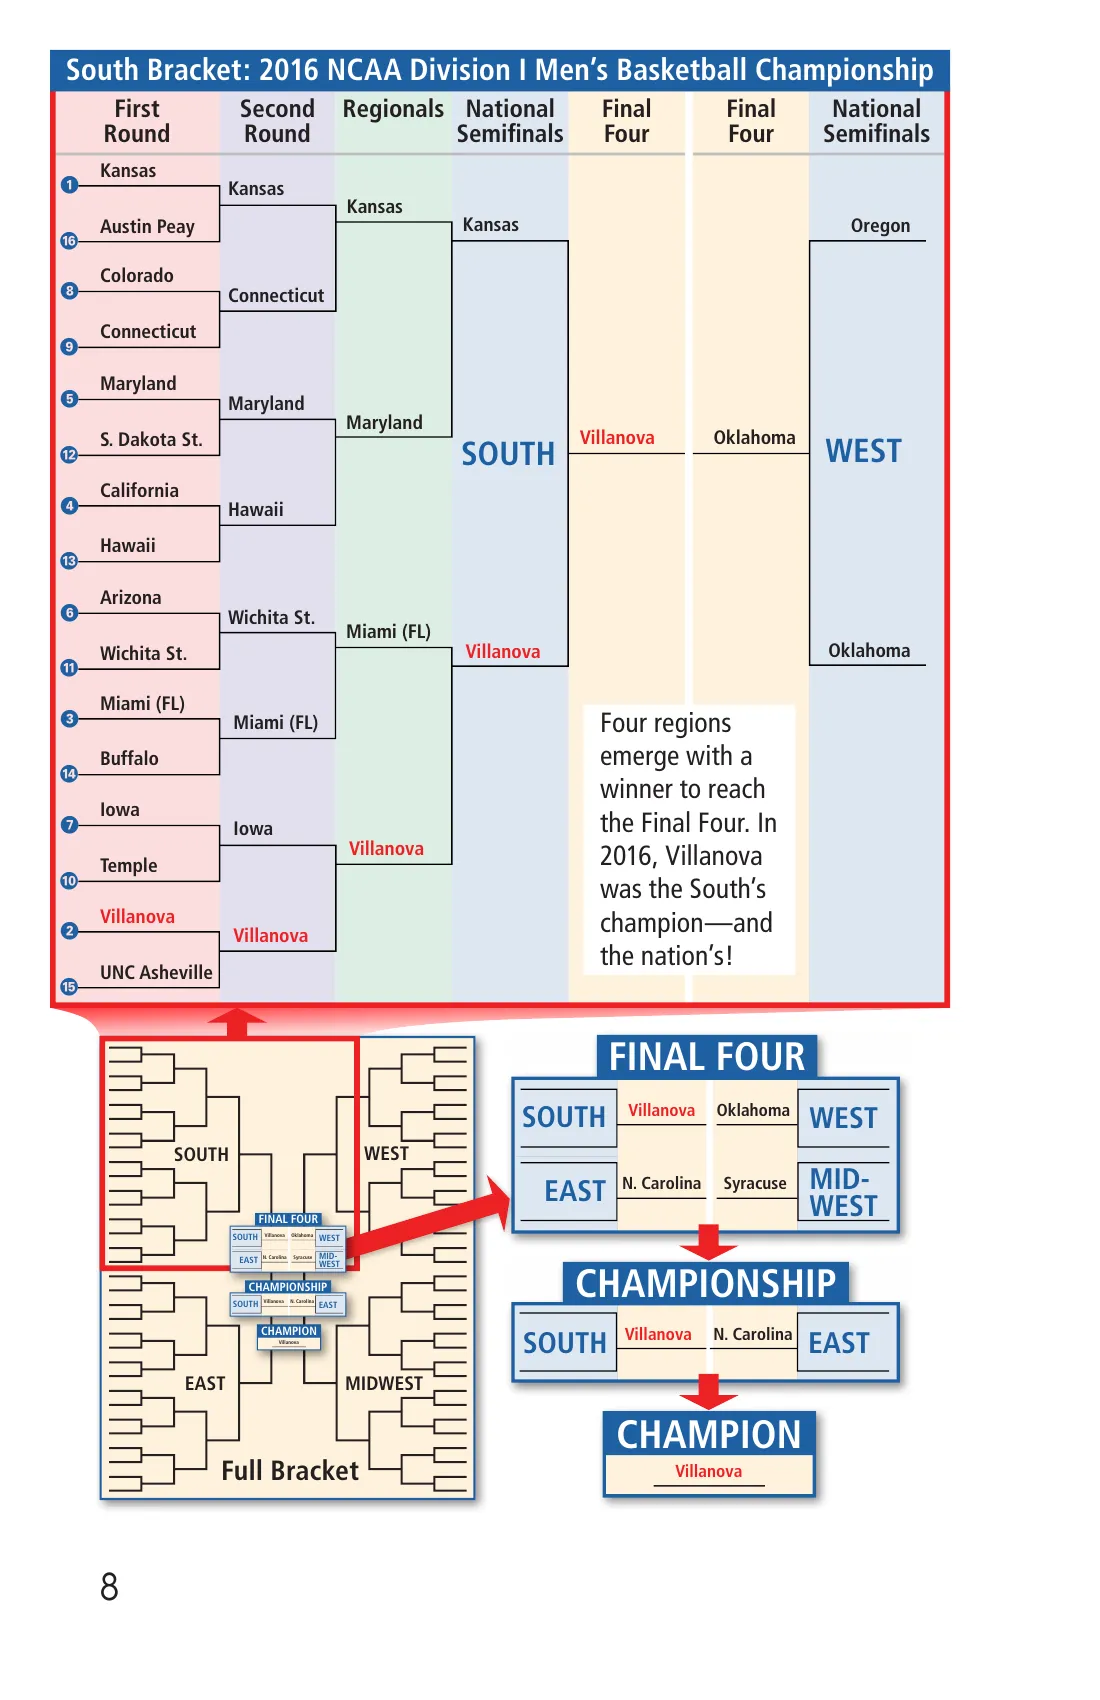 South Bracket: 2016 NCAA Division I Men’s Basketball Championship
First
Round
Second
Round
Regionals
National
Semifinals
Final
Four
Final
Four
National
Semifinals
1
Kansas
16
Austin Peay
8
Colorado
9
Connecticut
5
Maryland
12
S. Dakota St.
4
California
13
Hawaii
6
Arizona
11
Wichita St.
3
Miami (FL)
14
Buffalo
7
Iowa
10
Temple
2
Villanova
15
UNC Asheville
Kansas
Connecticut
Maryland
Hawaii
Wichita St.
Miami (FL)
Iowa
Villanova
Kansas
Maryland
Miami (FL)
Villanova
Kansas
SOUTH
Villanova
Villanova
Oklahoma
Oregon
WEST
Oklahoma
Four regions
emerge with a
winner to reach
the Final Four. In
2016, Villanova
was the South’s
champion—and
the nation’s!
SOUTH
WEST
FINAL FOUR
SOUTH Villanova Oklahoma WEST
EAST N. Carolina Syracuse MID-
WEST
CHAMPIONSHIP
SOUTH Villanova N. Carolina EAST
CHAMPION
Villanova
EAST
MIDWEST
Full Bracket
FINAL FOUR
SOUTH Villanova Oklahoma WEST
EAST N. Carolina Syracuse MID-
WEST
CHAMPIONSHIP
SOUTH Villanova N. Carolina EAST
CHAMPION
Villanova
8